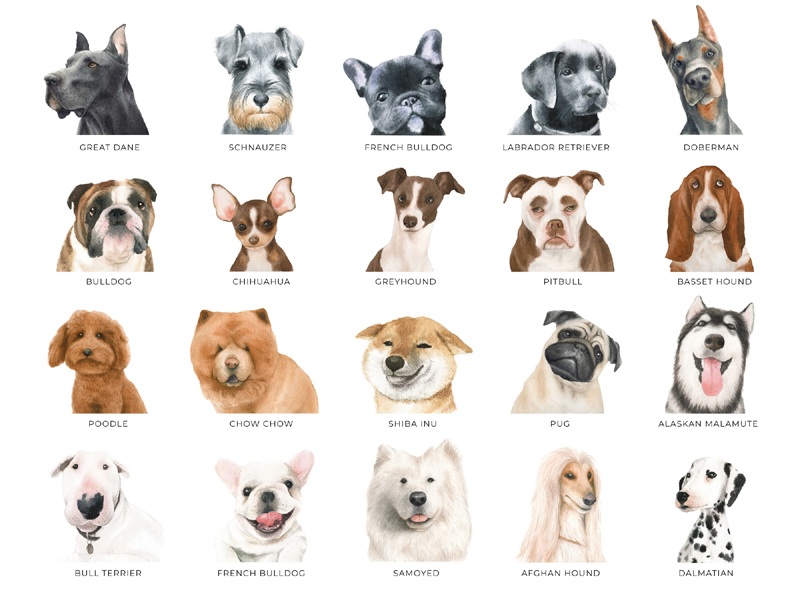 GREAT DANE
SCHNAUZER
FRENCH BULLDOG
LABRADOR RETRIEVER
DOBERMAN
BULLDOG
CHIHUAHUA
GREYHOUND
PITBULL
BASSET HOUND
POODLE
CHOW CHOW
SHIBA INU
PUG
ALASKAN MALAMUTE
BULL TERRIER
FRENCH BULLDOG
SAMOYED
AFGHAN HOUND
DALMATIAN